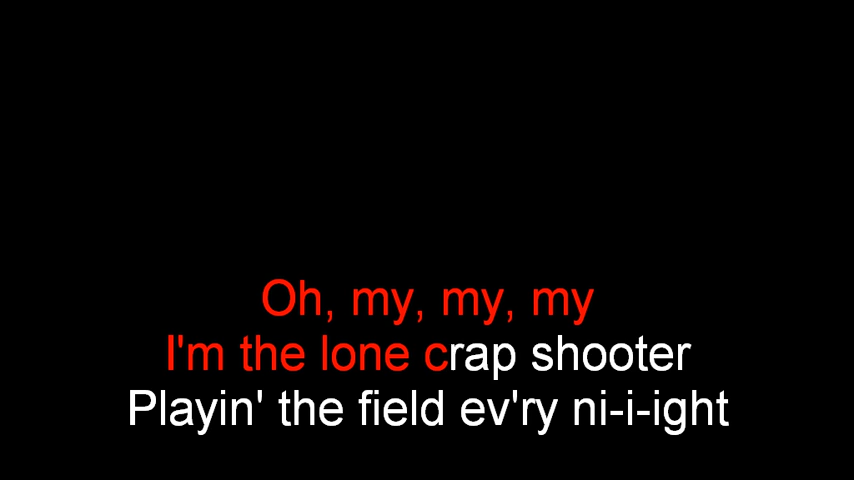 Oh, my, my, my
I'm the lone crap shooter
Playin' the field ev'ry ni-i-ight